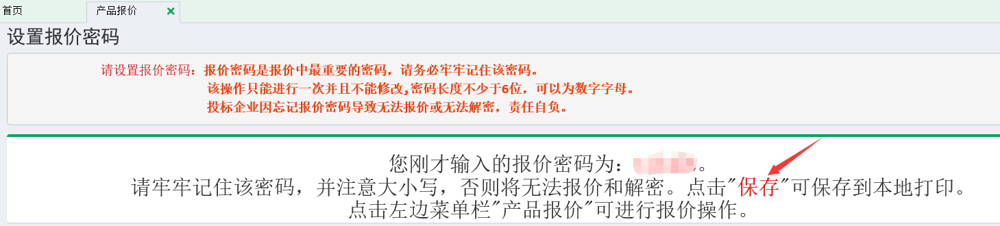 首页
产品报价
设置报价密码
请设置报价密码：报价密码是报价中最重要的密码，请务必牢牢记住该密码。
该操作只能进行一次并且不能修改,密码长度不少于6位，可以为数字字母。
投标企业因忘记报价密码导致无法报价或无法解密，责任自负。
您刚才输入的报价密码为：。
请牢牢记住该密码，并注意大小写，否则将无法报价和解密。点击"保存"可保存到本地打印。
点击左边菜单栏"产品报价"可进行报价操作。